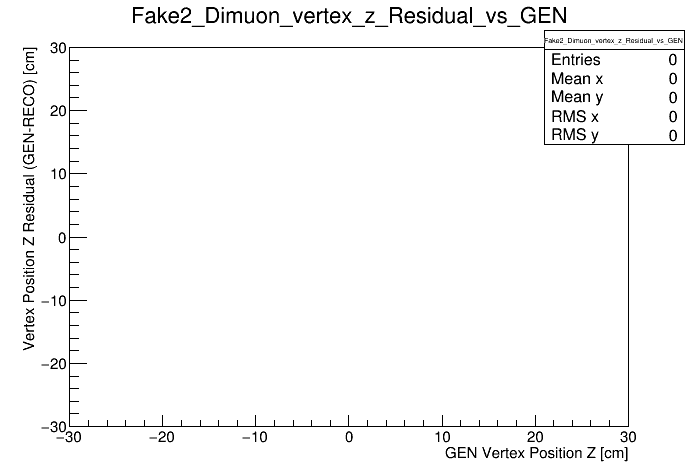 Fake2_Dimuon_vertex_z_Residual_vs_GEN
Fake2_Dimuon_vertex_z_Residual_vs_GEN
Entries 0
Mean x 0
Mean y 0
RMS x 0
RMS y 0
Vertex Position Z Residual (GEN-RECO) [cm]
30
20
10
0
−10
−20
−30
−30 −20 −10 0 10 20 30
GEN Vertex Position Z [cm]